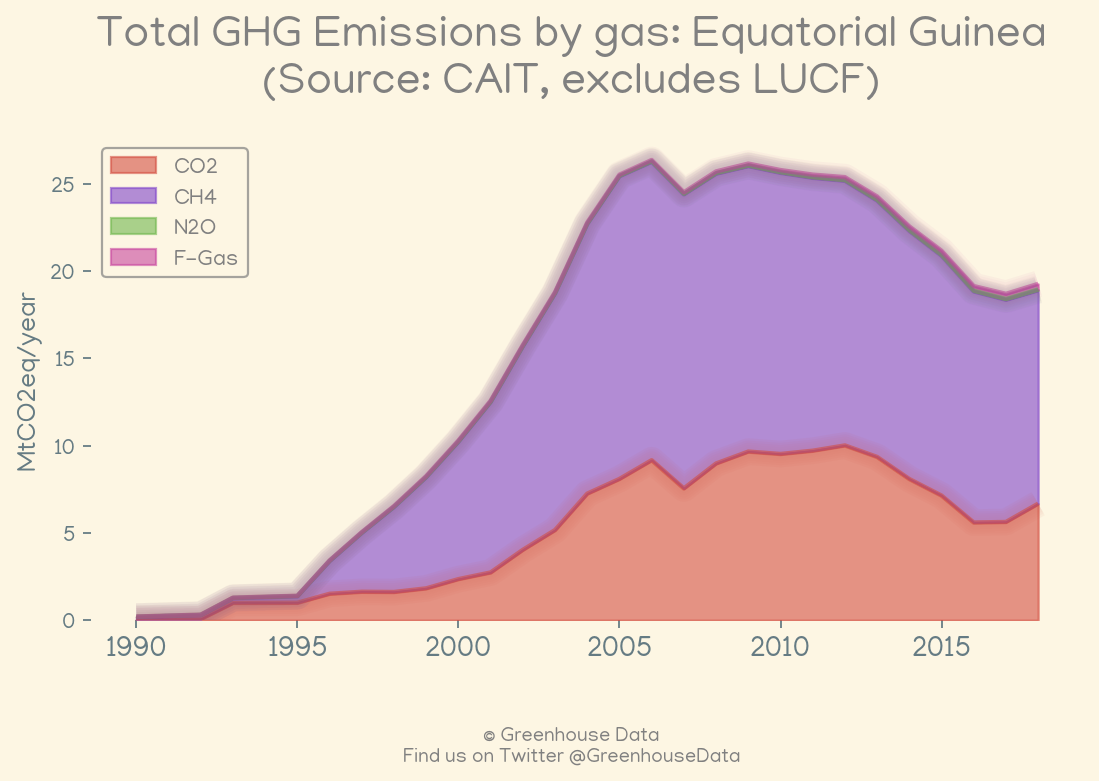 Total GHG Emissions by gas: Equatorial Guinea
(Source: CAIT, excludes LUCF)
CO2
CH4
N2O
F-Gas
MtCO2eq/year
25
20
15
10
5
0
1990 1995 2000 2005 2010 2015
© Greenhouse Data
Find us on Twitter @GreenhouseData